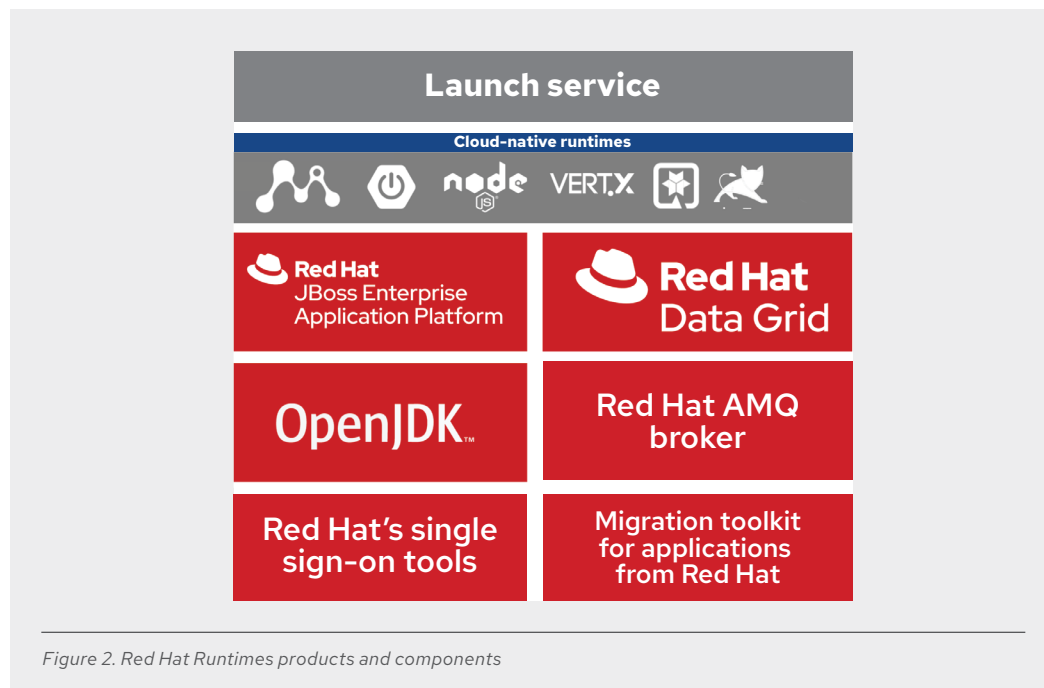 Launch service
Cloud-native runtimes
node
JS
VERT.X
Red Hat
JBoss Enterprise
Application Platform
Red Hat
Data Grid
OpenJDK™
Red Hat AMQ
broker
Red Hat's single
sign-on tools
Migration toolkit
for applications
from Red Hat
Figure 2. Red Hat Runtimes products and components